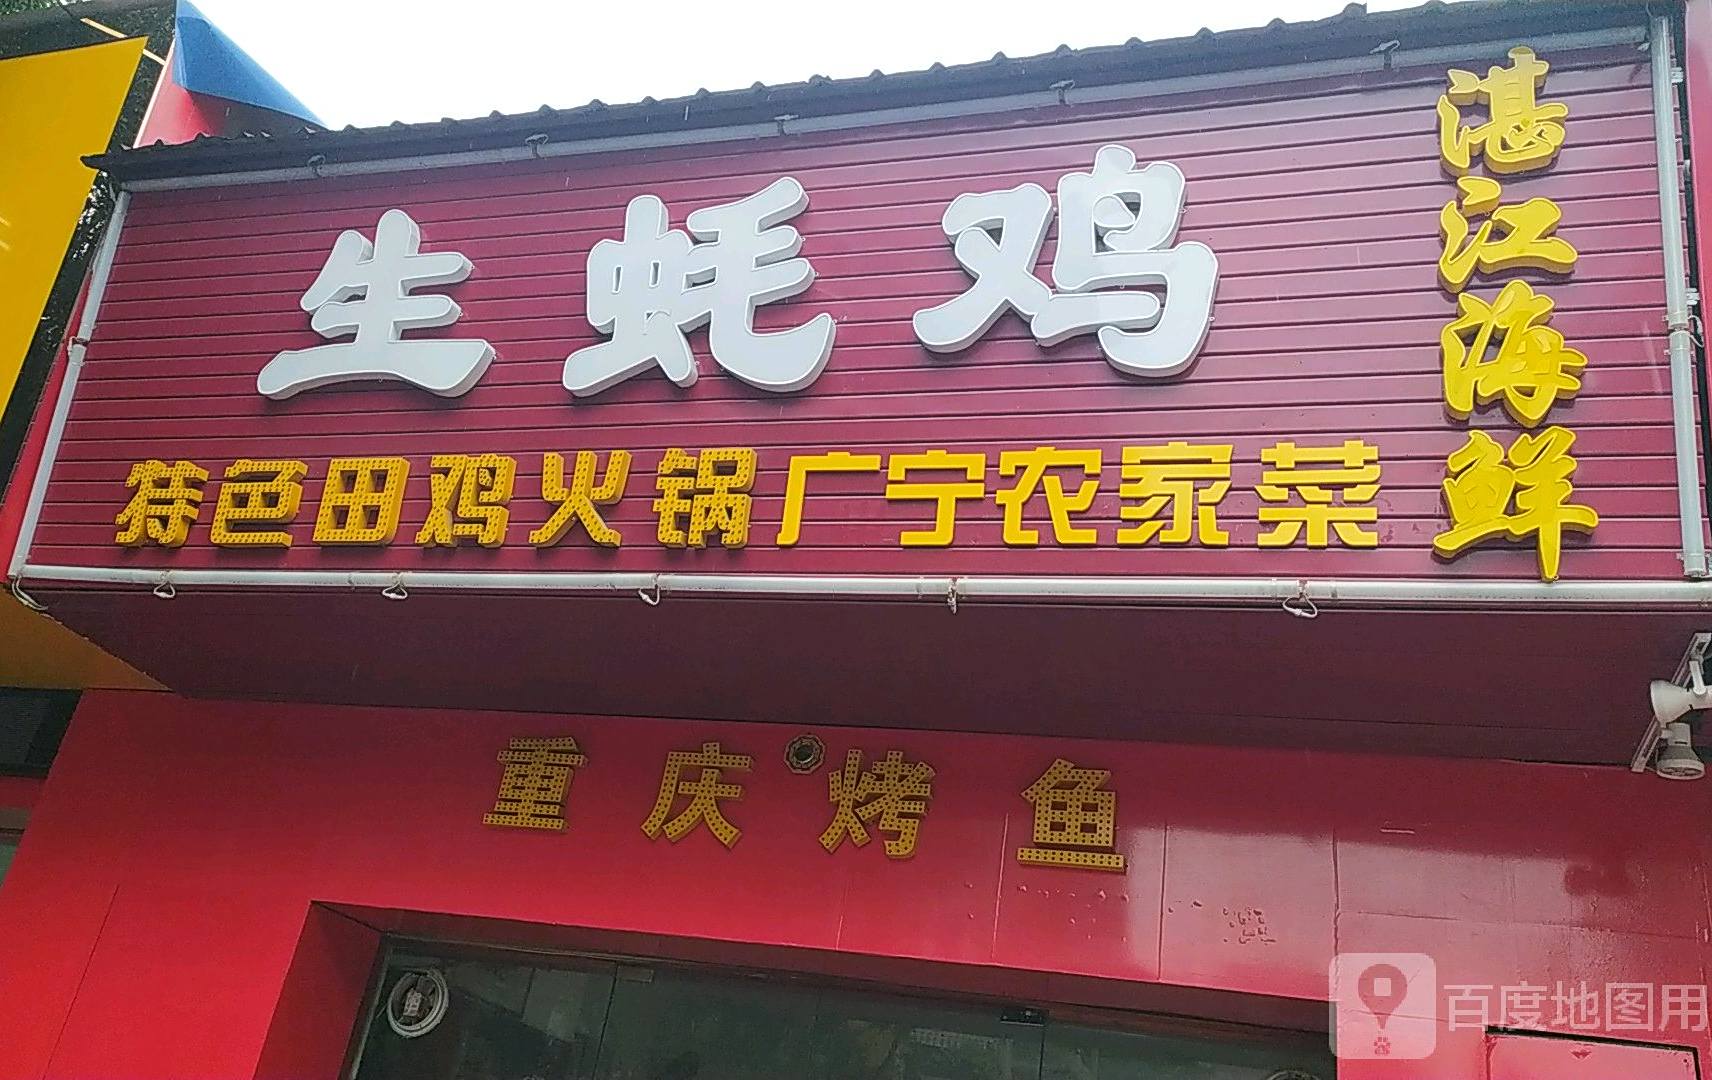 生蚝鸡
湛江海鲜
特色田鸡火锅广宁农家菜
重庆烤鱼
百度地图用